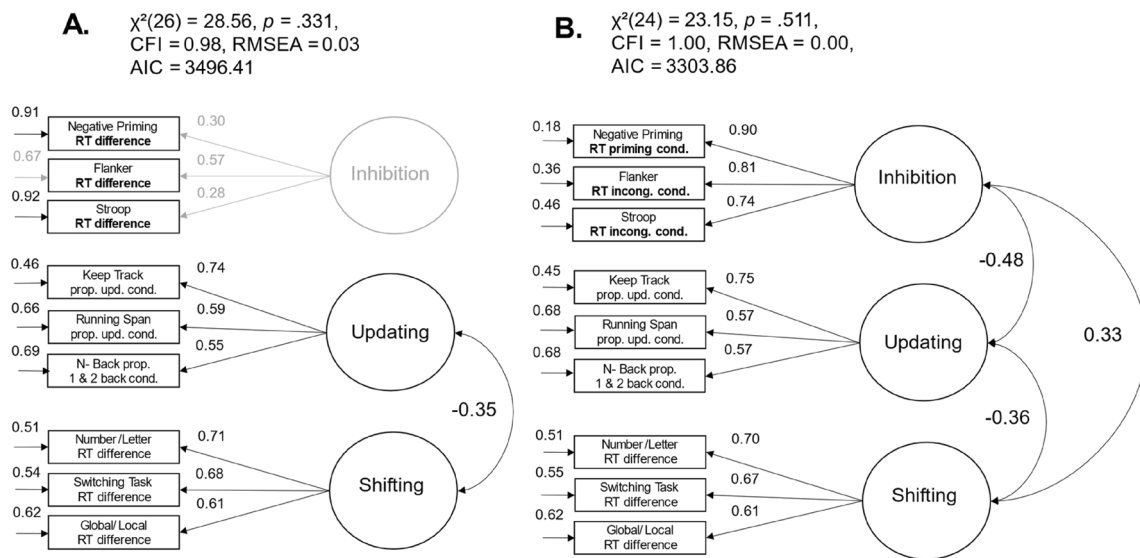 A.
χ²(26) = 28.56, p = .331,
CFI = 0.98, RMSEA = 0.03
AIC = 3496.41
0.91
Negative Priming
RT difference
0.30
0.67
Flanker
RT difference
0.57
0.92
Stroop
RT difference
0.28
Inhibition
0.46
Keep Track
prop. upd. cond.
0.74
0.66
Running Span
prop. upd. cond.
0.59
0.69
N- Back prop.
1 & 2 back cond.
0.55
Updating
-0.35
0.51
Number/Letter
RT difference
0.71
0.54
Switching Task
RT difference
0.68
0.62
Global/Local
RT difference
0.61
Shifting
B.
χ²(24) = 23.15, p = .511,
CFI = 1.00, RMSEA = 0.00,
AIC = 3303.86
0.18
Negative Priming
RT priming cond.
0.90
0.36
Flanker
RT incong. cond.
0.81
0.46
Stroop
RT incong. cond.
0.74
Inhibition
-0.48
0.33
0.45
Keep Track
prop. upd. cond.
0.75
0.68
Running Span
prop. upd. cond.
0.57
0.68
N- Back prop.
1 & 2 back cond.
0.57
Updating
-0.36
0.51
Number/Letter
RT difference
0.70
0.55
Switching Task
RT difference
0.67
0.62
Global/Local
RT difference
0.61
Shifting